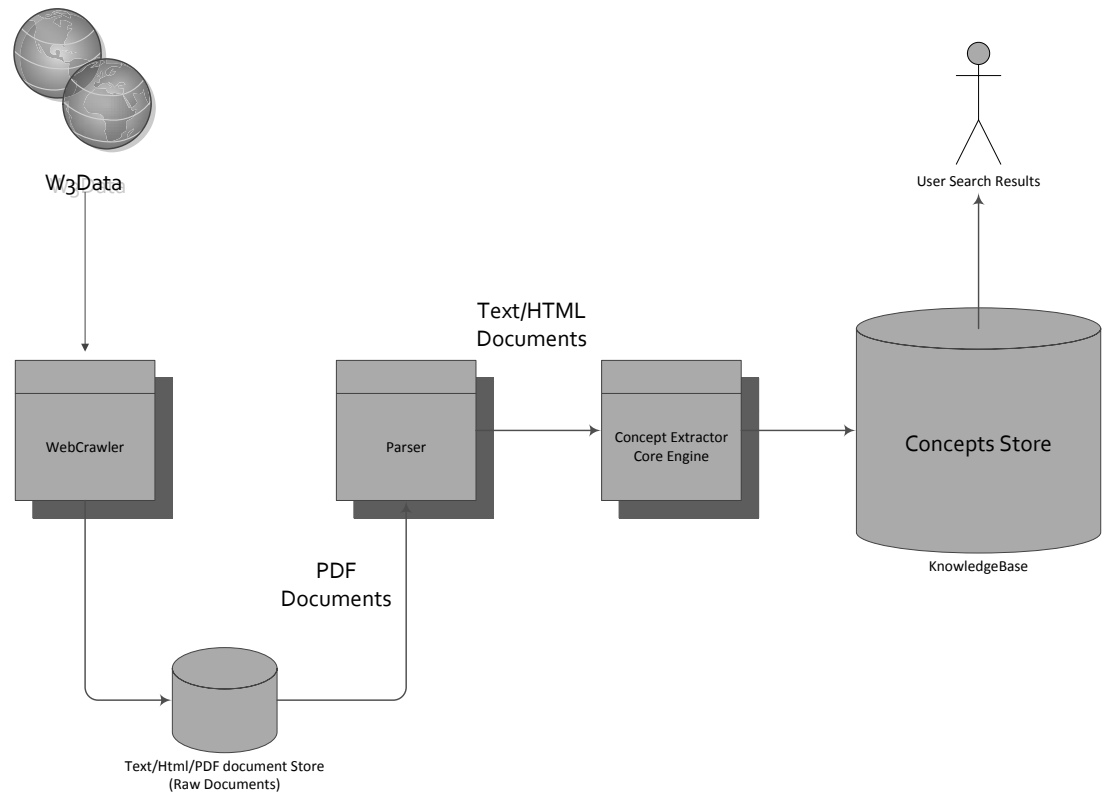 W3Data
User Search Results
Text/HTML
Documents
WebCrawler
Parser
Concept Extractor
Core Engine
Concepts Store
KnowledgeBase
PDF
Documents
Text/Html/PDF document Store
(Raw Documents)